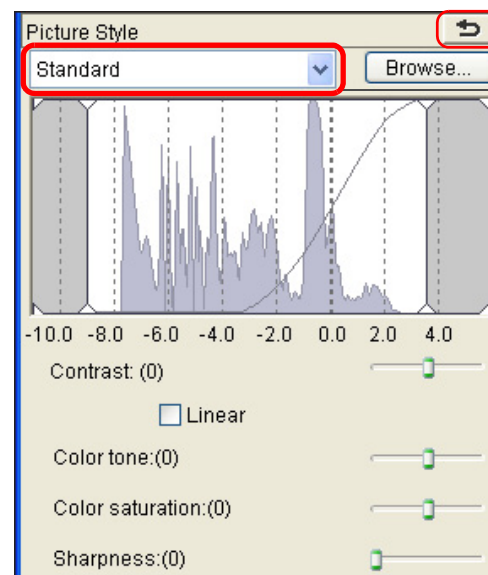 Picture Style
Standard Browse...
-10.0 -8.0 -6.0 -4.0 -2.0 0.0 2.0 4.0
Contrast: (0)
Linear
Color tone:(0)
Color saturation:(0)
Sharpness:(0)